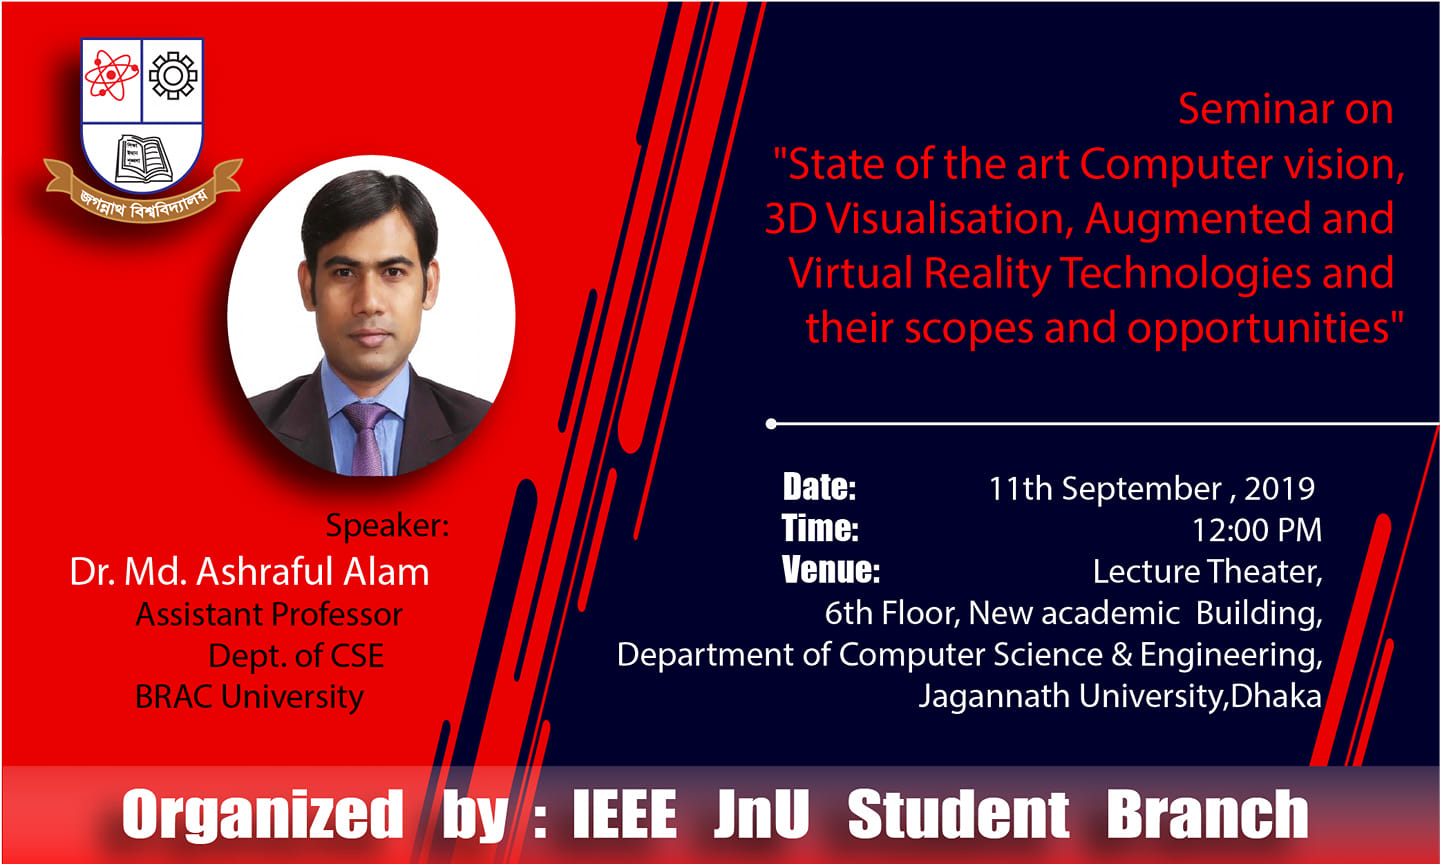 জগন্নাথ বিশ্ববিদ্যালয়
Speaker:
Dr. Md. Ashraful Alam
Assistant Professor
Dept. of CSE
BRAC University
Seminar on
"State of the art Computer vision,
3D Visualisation, Augmented and
Virtual Reality Technologies and
their scopes and opportunities"
Date: 11th September , 2019
Time: 12:00 PM
Venue: Lecture Theater,
6th Floor, New academic Building,
Department of Computer Science & Engineering,
Jagannath University,Dhaka
Organized by : IEEE JnU Student Branch